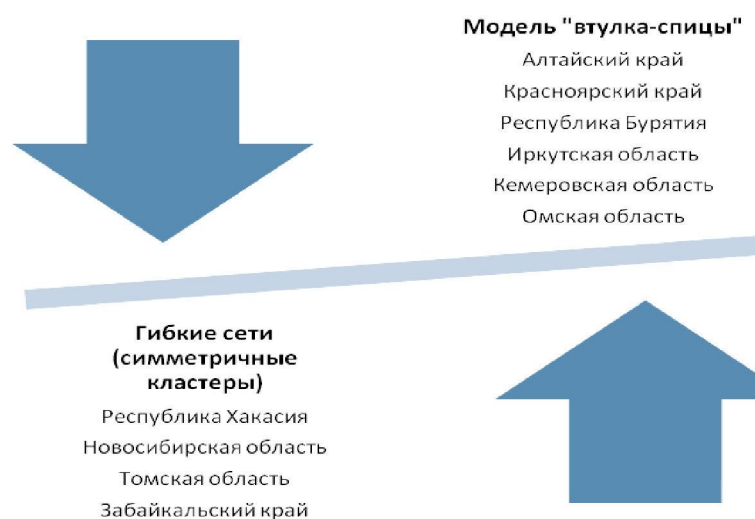 Модель "втулка-спицы"
Алтайский край
Красноярский край
Республика Бурятия
Иркутская область
Кемеровская область
Омская область
Гибкие сети
(симметричные
кластеры)
Республика Хакасия
Новосибирская область
Томская область
Забайкальский край